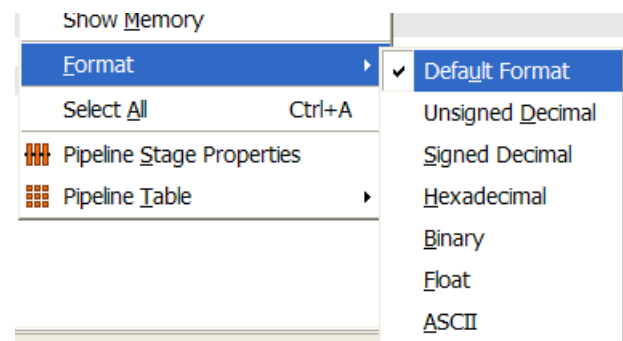 Show Memory
Format
Select All Ctrl+A
Pipeline Stage Properties
Pipeline Table
Default Format
Unsigned Decimal
Signed Decimal
Hexadecimal
Binary
Float
ASCII